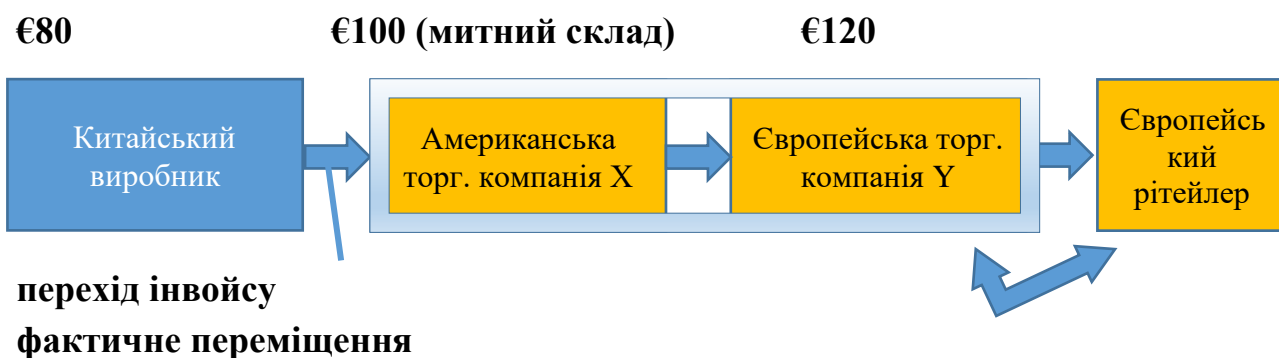 €80 €100 (митний склад) €120
Китайський
виробник
Американська
торг. компанія X
Європейська торг.
компанія Y
Європейсь
кий
рітейлер
перехід інвойсу
фактичне переміщення